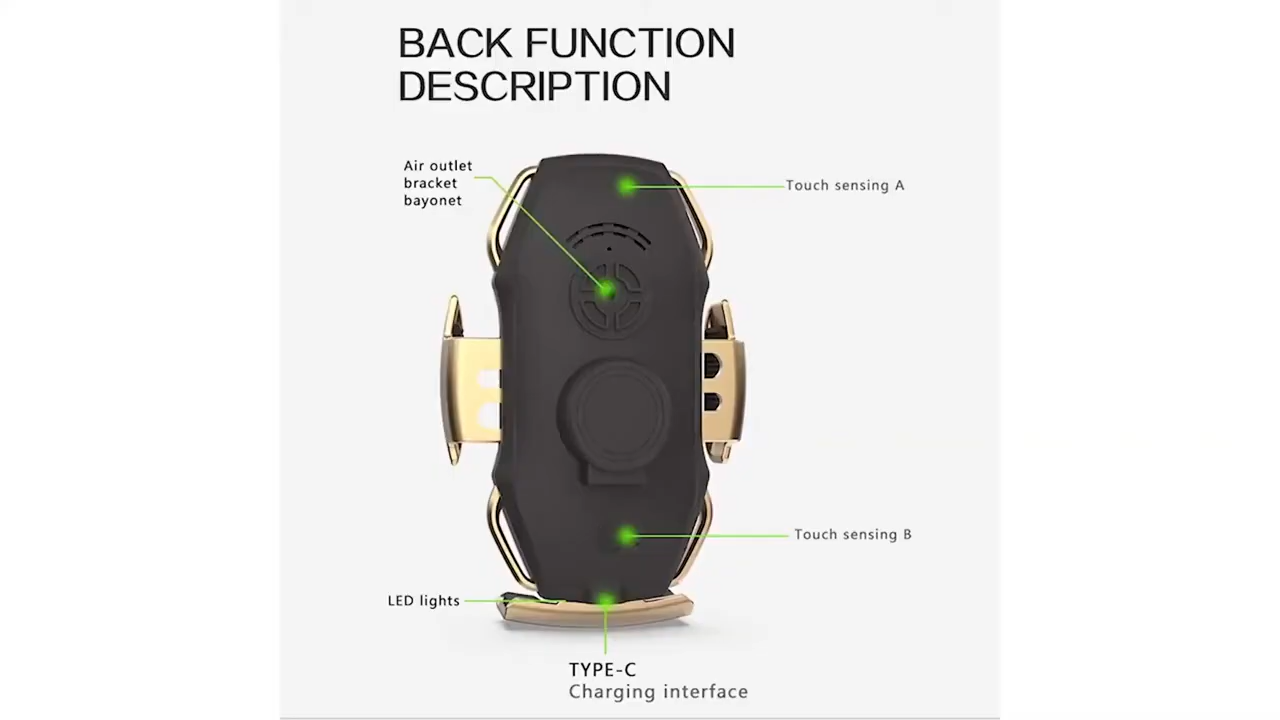 BACK FUNCTION
DESCRIPTION
Air outlet
bracket
bayonet
Touch sensing A
Touch sensing B
LED lights
TYPE-C
Charging interface